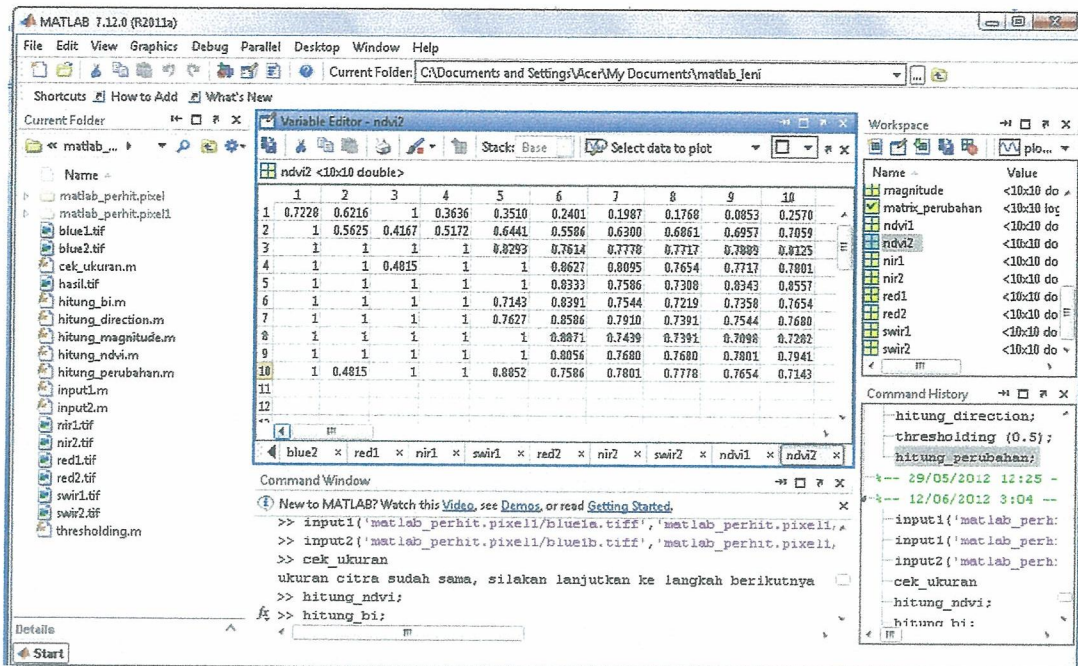 MATLAB 7.12.0 (R2011a)
File Edit View Graphics Debug Parallel Desktop Window Help
Current Folder: C:\Documents and Settings\Acer\My Documents\matlab_leni
Shortcuts How to Add What's New
Current Folder
« matlab_...
Name
matlab_perhit.pixel
matlab_perhit.pixel1
blue1.tif
blue2.tif
cek_ukuran.m
hasil.tif
hitung_bi.m
hitung_direction.m
hitung_magnitude.m
hitung_ndvi.m
hitung_perubahan.m
input1.m
input2.m
nir1.tif
nir2.tif
red1.tif
red2.tif
swir1.tif
swir2.tif
thresholding.m
Details
Start
Variable Editor - ndvi2
Stack: Base Select data to plot
ndvi2 <10x10 double>
1 2 3 4 5 6 7 8 9 10
1 0.7228 0.6216 1 0.3636 0.3510 0.2401 0.1987 0.1768 0.0853 0.2570
2 1 0.5625 0.4167 0.5172 0.6441 0.5586 0.6300 0.6861 0.6957 0.7059
3 1 1 1 1 0.8293 0.7614 0.7778 0.7717 0.7889 0.8125
4 1 1 0.4815 1 1 0.8627 0.8095 0.7654 0.7717 0.7801
5 1 1 1 1 1 0.8333 0.7586 0.7308 0.8343 0.8557
6 1 1 1 1 0.7143 0.8391 0.7544 0.7219 0.7358 0.7654
7 1 1 1 1 0.7627 0.8586 0.7910 0.7391 0.7544 0.7680
8 1 1 1 1 1 0.8871 0.7439 0.7391 0.7098 0.7282
9 1 1 1 1 1 0.8056 0.7680 0.7680 0.7801 0.7941
10 1 0.4815 1 1 0.8852 0.7586 0.7801 0.7778 0.7654 0.7143
11
12
blue2 × red1 × nir1 × swir1 × red2 × nir2 × swir2 × ndvi1 × ndvi2 ×
Command Window
New to MATLAB? Watch this Video, see Demos, or read Getting Started.
>> input1('matlab_perhit.pixel1/blue1a.tiff','matlab_perhit.pixel1,
>> input2('matlab_perhit.pixel1/blue1b.tiff','matlab_perhit.pixel1,
>> cek_ukuran
ukuran citra sudah sama, silakan lanjutkan ke langkah berikutnya
>> hitung_ndvi;
fx >> hitung_bi;
Workspace
plo...
Name Value
magnitude <10x10 do
matrix_perubahan <10x10 log
ndvi1 <10x10 do
ndvi2 <10x10 do
nir1 <10x10 do
nir2 <10x10 do
red1 <10x10 do
red2 <10x10 do
swir1 <10x10 do
swir2 <10x10 do
Command History
hitung_direction;
thresholding (0.5);
hitung_perubahan;
%-- 29/05/2012 12:25 -
%-- 12/06/2012 3:04 --
input1('matlab_perh:
input1('matlab_perh:
input2('matlab_perh:
cek_ukuran
hitung_ndvi;
hitung_bi;